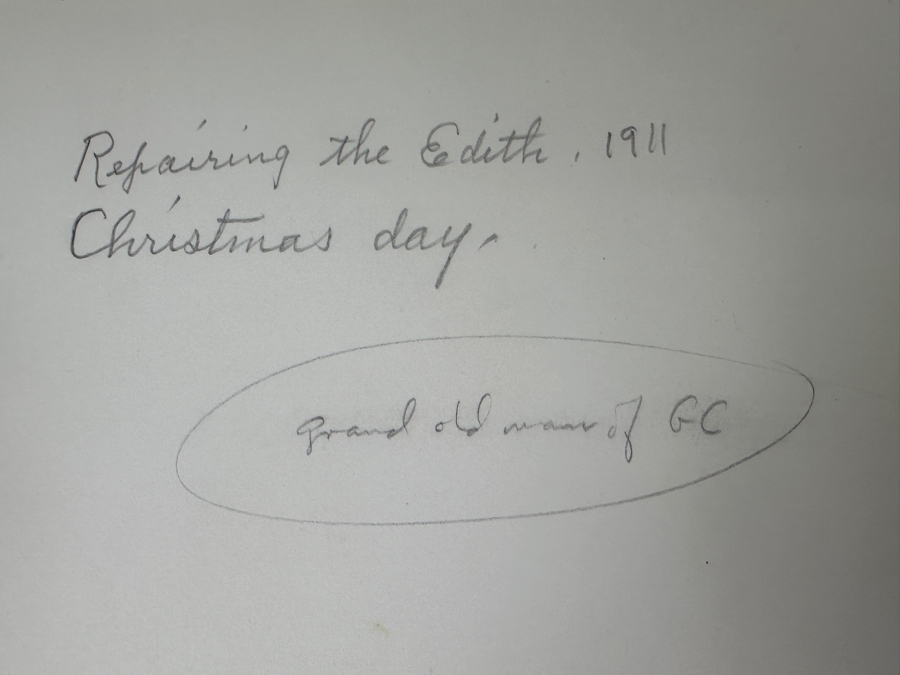 Repairing the Edith. 1911
Christmas day.
grand old man of GC